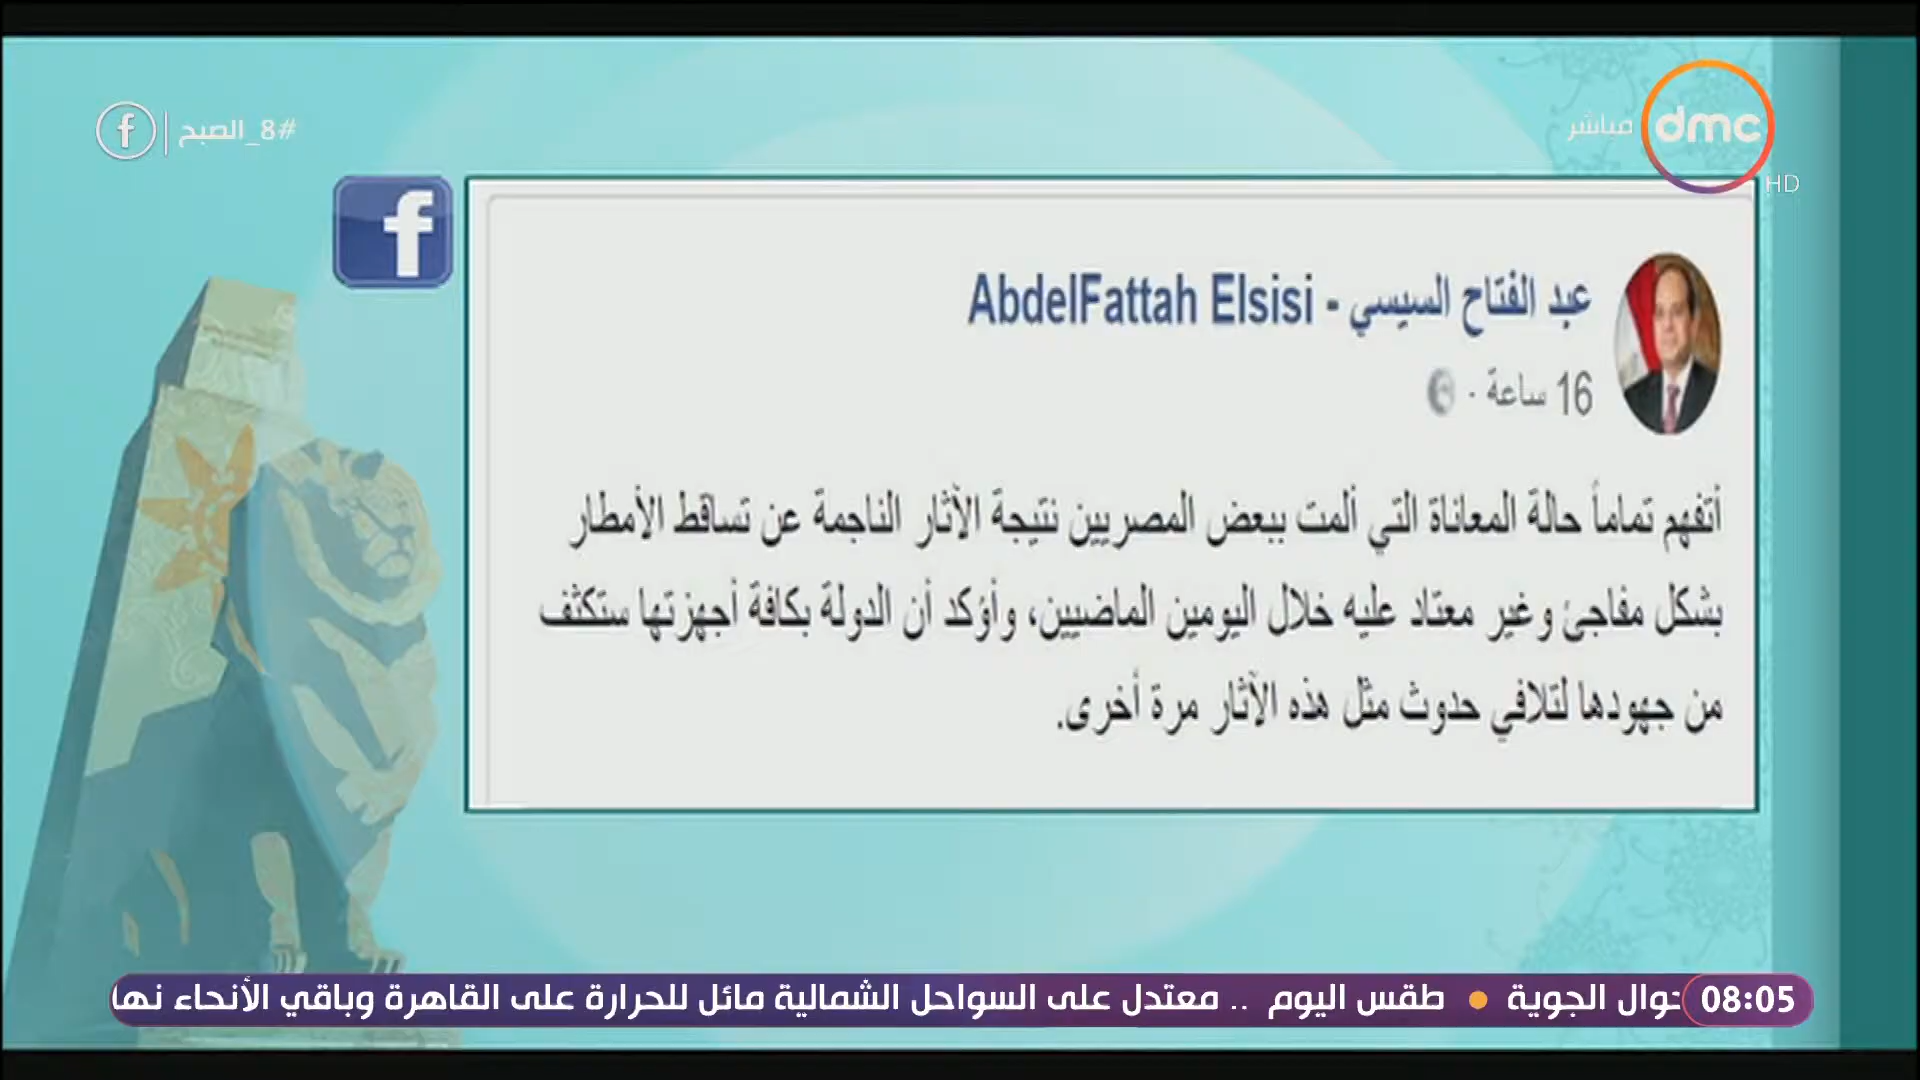 #8_الصبح
f
مباشر
dmc
HD
f
عبد الفتاح السيسي - AbdelFattah Elsisi
16 ساعة ·
أتفهم تماماً حالة المعاناة التي ألمت ببعض المصريين نتيجة الآثار الناجمة عن تساقط الأمطار
بشكل مفاجئ وغير معتاد عليه خلال اليومين الماضيين، وأؤكد أن الدولة بكافة أجهزتها ستكثف
من جهودها لتلافي حدوث مثل هذه الآثار مرة أخرى.
08:05
حوال الجوية • طقس اليوم .. معتدل على السواحل الشمالية مائل للحرارة على القاهرة وباقي الأنحاء نها